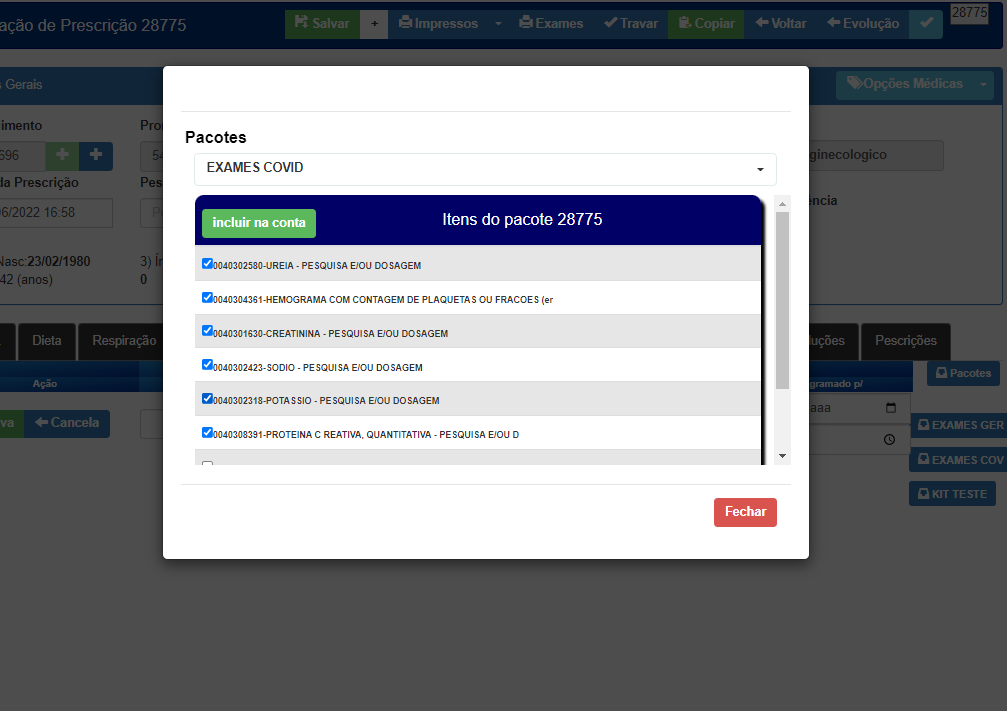 ação de Prescrição 28775
Salvar + Impressos Exames Travar Copiar Voltar Evolução 28775
Gerais
Opções Médicas
imento
Pro
696
54
ginecologico
da Prescrição
Pes
6/2022 16:58
Nasc:23/02/1980
42 (anos)
3) Ír
0
Dieta
Respiração
uções
Pescrições
Ação
gramado p/
Pacotes
va
Cancela
aaa
EXAMES GER
EXAMES COV
KIT TESTE
Pacotes
EXAMES COVID
incluir na conta
Itens do pacote 28775
0040302580-UREIA - PESQUISA E/OU DOSAGEM
0040304361-HEMOGRAMA COM CONTAGEM DE PLAQUETAS OU FRACOES (er
0040301630-CREATININA - PESQUISA E/OU DOSAGEM
0040302423-SODIO - PESQUISA E/OU DOSAGEM
0040302318-POTASSIO - PESQUISA E/OU DOSAGEM
0040308391-PROTEINA C REATIVA, QUANTITATIVA - PESQUISA E/OU D
Fechar